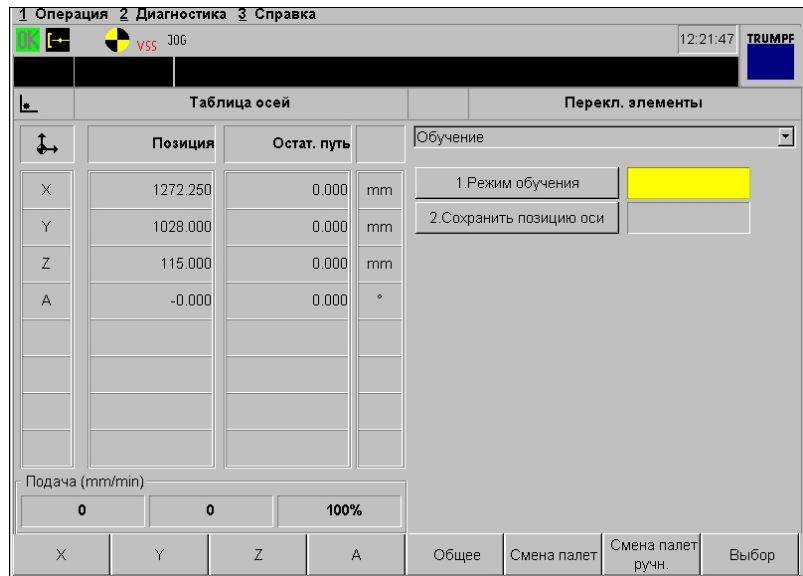 1 Операция 2 Диагностика 3 Справка
OK VSS JOG 12:21:47 TRUMPF
Таблица осей Перекл. элементы
Позиция Остат. путь Обучение
X 1272.250 0.000 mm 1.Режим обучения
Y 1028.000 0.000 mm 2.Сохранить позицию оси
Z 115.000 0.000 mm
A -0.000 0.000 °
Подача (mm/min)
0 0 100%
X Y Z A Общее Смена палет Смена палет ручн. Выбор